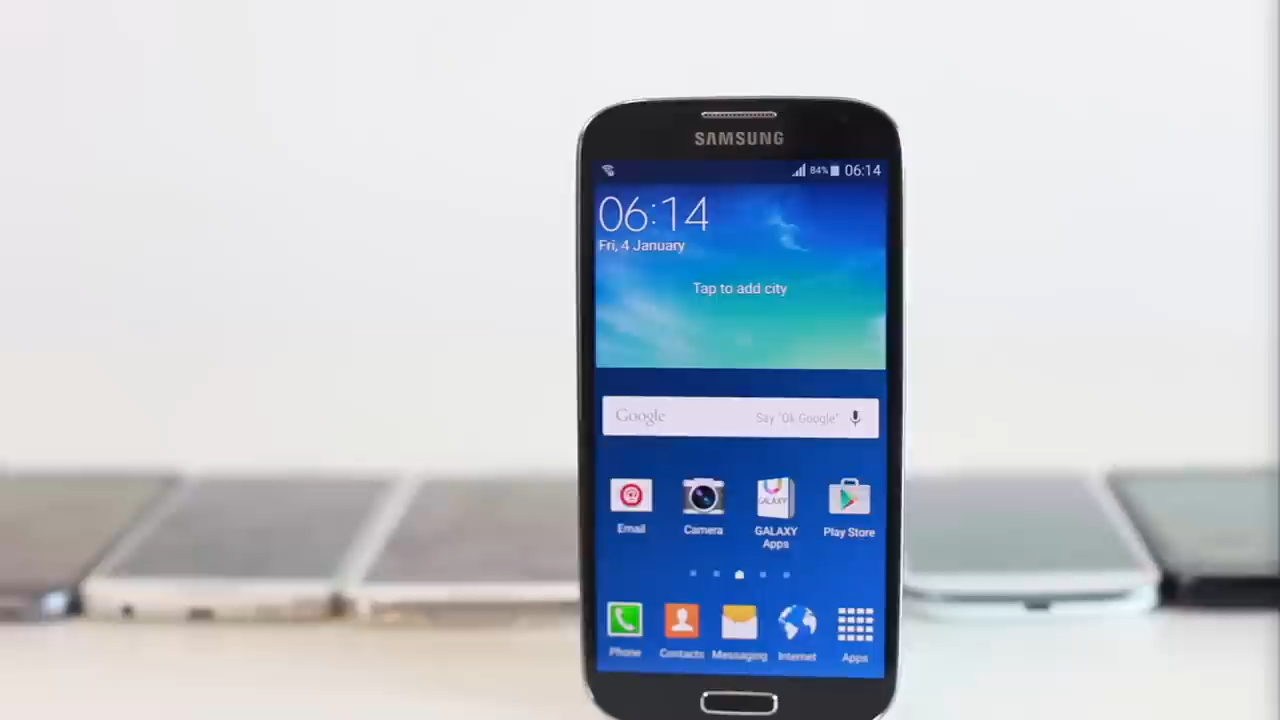 SAMSUNG
84% 06:14
06:14
Fri, 4 January
Tap to add city
Google Say "Ok Google"
GALAXY
Email Camera GALAXY Apps Play Store
Phone Contacts Messaging Internet Apps